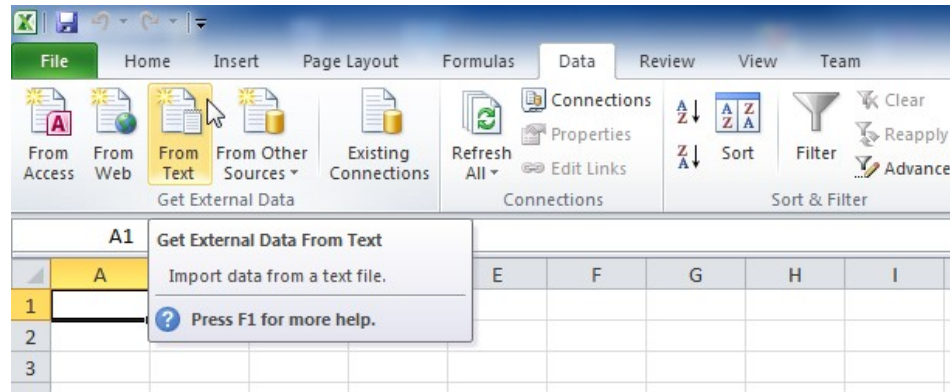 File Home Insert Page Layout Formulas Data Review View Team
From Access
From Web
From Text
From Other Sources
Existing Connections
Get External Data
Refresh All
Connections
Properties
Edit Links
Connections
A Z
Z A
A Z Z A
Sort
Filter
Clear
Reapply
Advance
Sort & Filter
A1
Get External Data From Text
Import data from a text file.
? Press F1 for more help.
A E F G H I
1
2
3